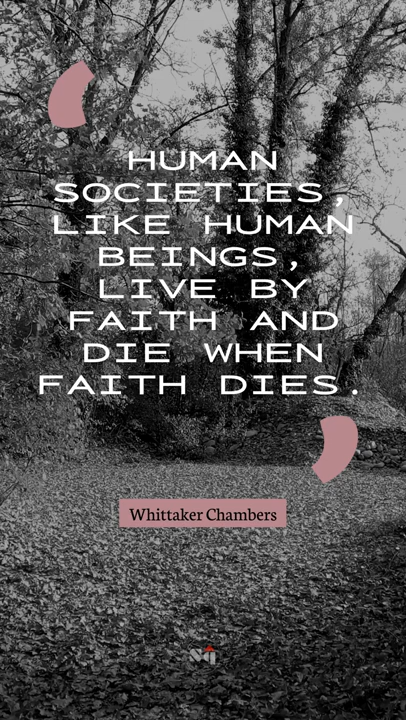 HUMAN
SOCIETIES,
LIKE HUMAN
BEINGS,
LIVE BY
FAITH AND
DIE WHEN
FAITH DIES.
Whittaker Chambers